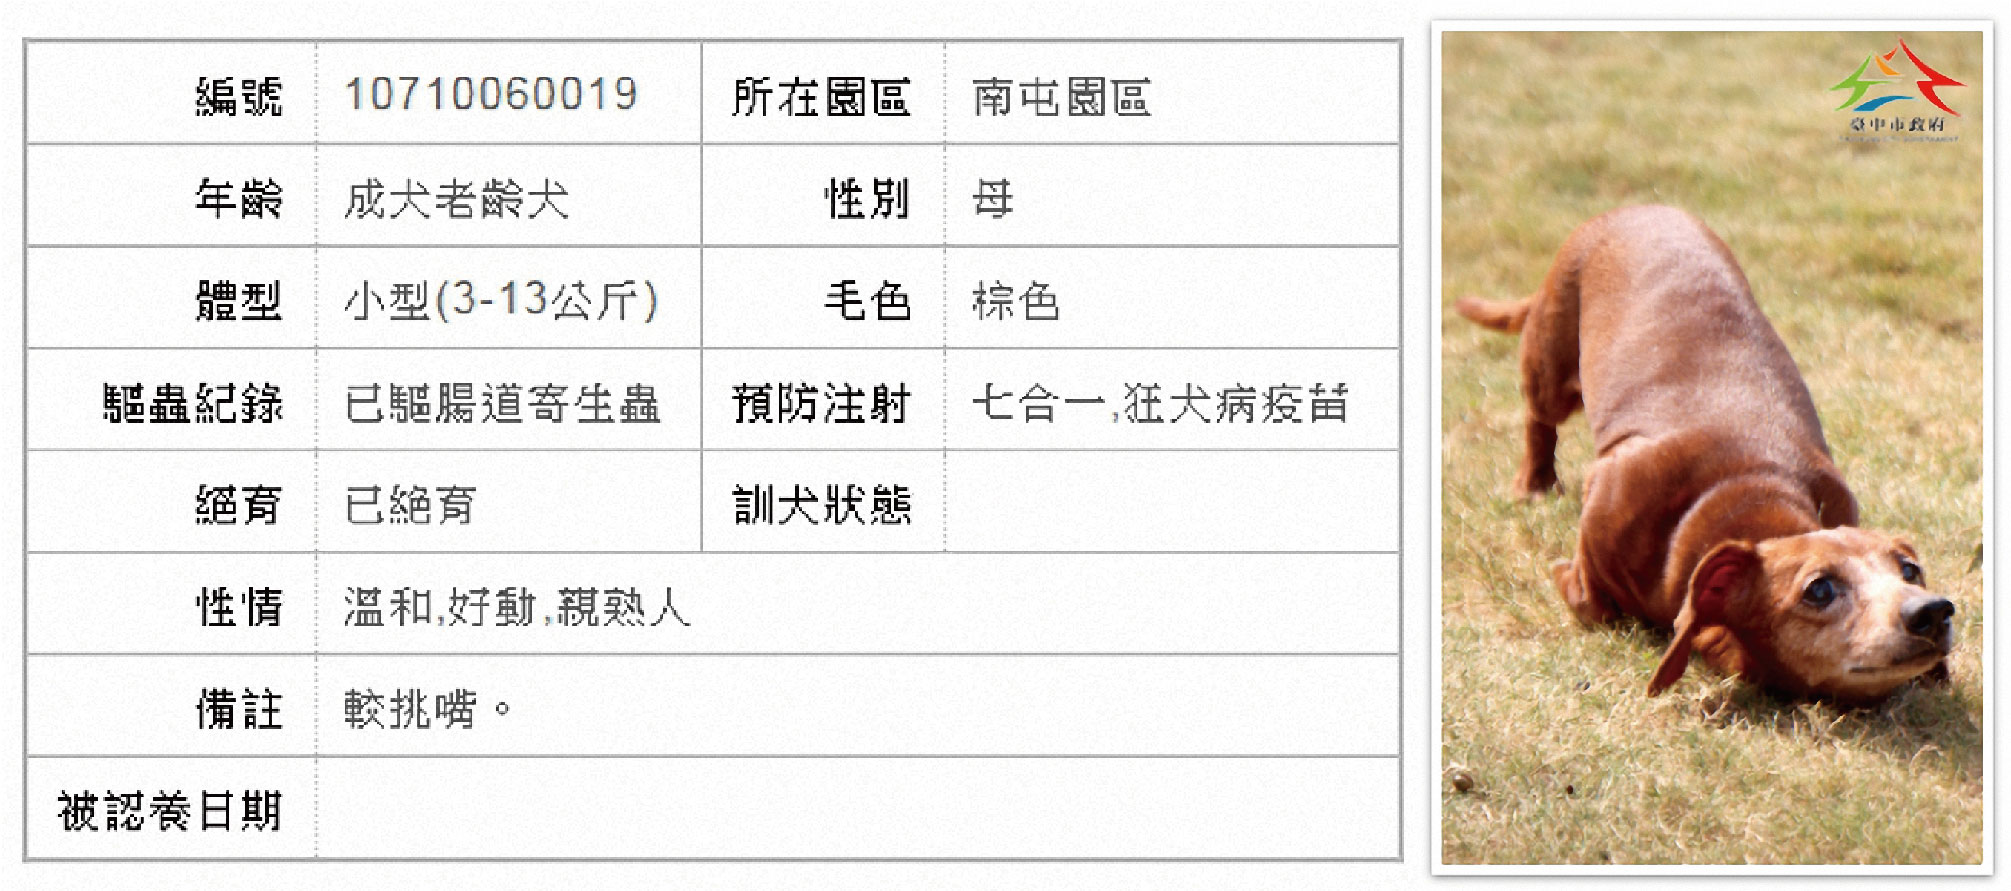 編號 10710060019 所在園區 南屯園區
年齡 成犬老齡犬 性別 母
體型 小型(3-13公斤) 毛色 棕色
驅蟲紀錄 已驅腸道寄生蟲 預防注射 七合一,狂犬病疫苗
絕育 已絕育 訓犬狀態
性情 溫和,好動,親熟人
備註 較挑嘴。
被認養日期
臺中市政府